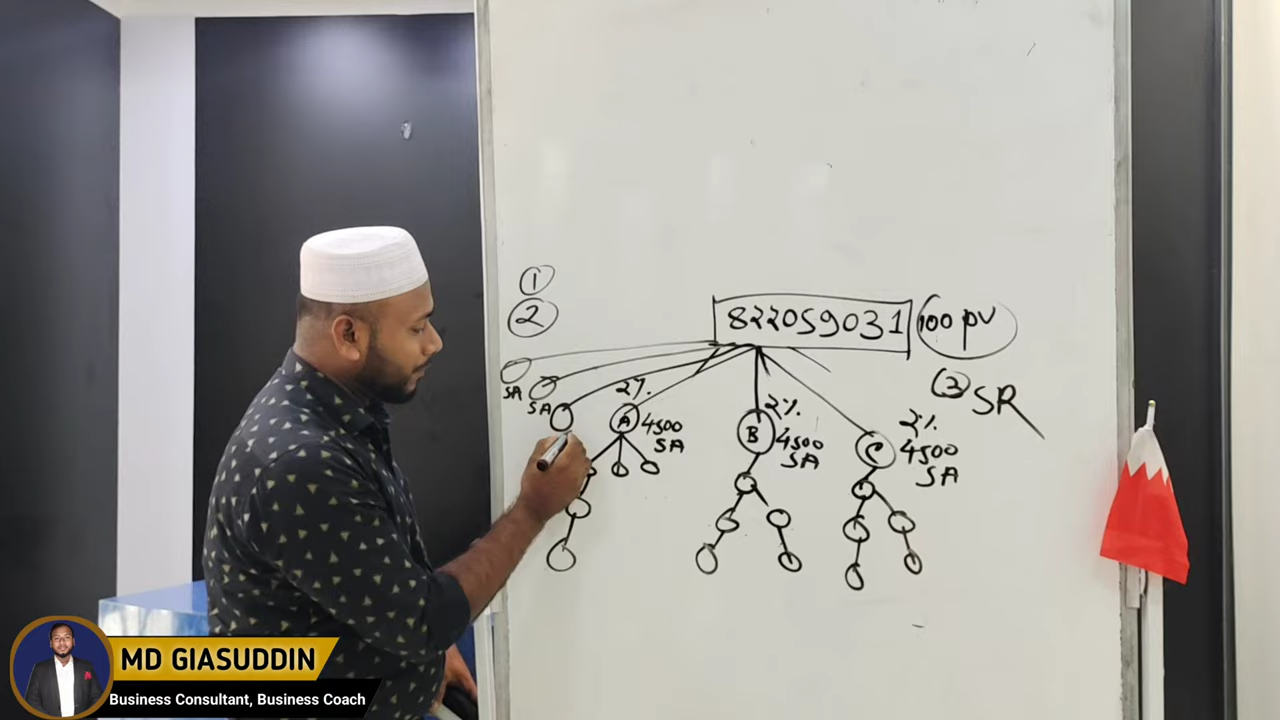 1
2
822059031 100 PV
(3) SR
SA
SA
2%.
A 4500
SA
2%.
B 4500
SA
2%.
C 4500
SA
MD GIASUDDIN
Business Consultant, Business Coach